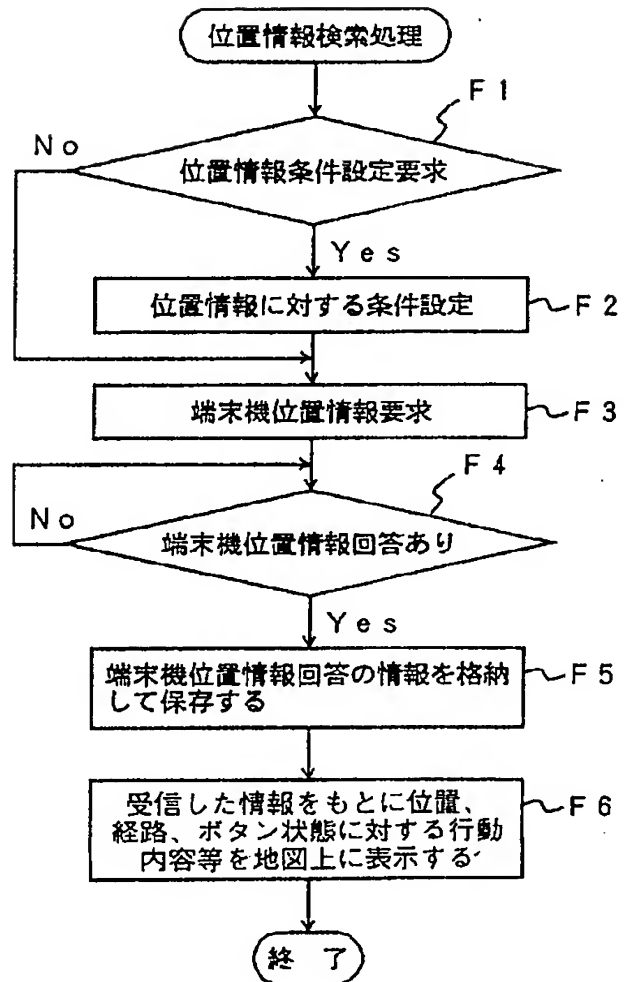 位置情報検索処理
F1
No
位置情報条件設定要求
Yes
位置情報に対する条件設定
F2
端末機位置情報要求
F3
F4
No
端末機位置情報回答あり
Yes
端末機位置情報回答の情報を格納
して保存する
F5
受信した情報をもとに位置、
F6
経路、ボタン状態に対する行動
内容等を地図上に表示する
終 了